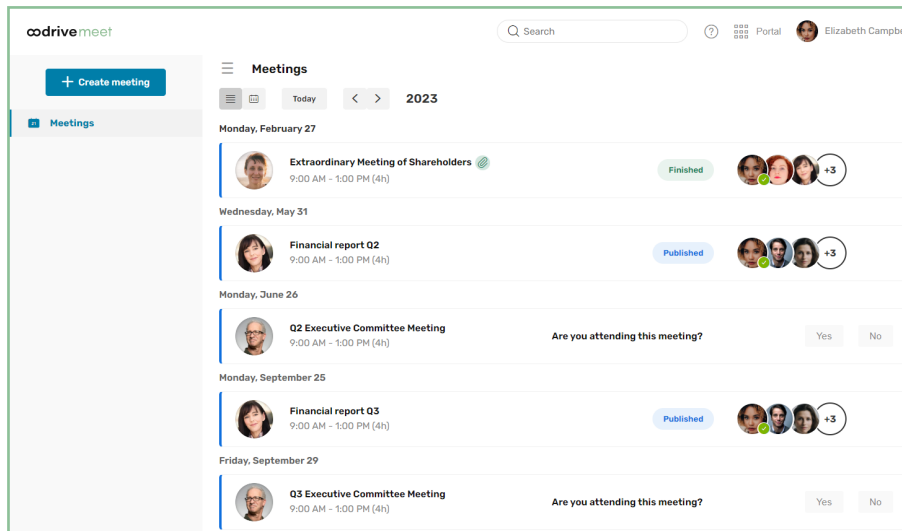 oodrive meet
Search
?
Portal
Elizabeth Campbe
+ Create meeting
Meetings
Meetings
Today
< >
2023
Monday, February 27
Extraordinary Meeting of Shareholders
9:00 AM - 1:00 PM (4h)
Finished
+3
Wednesday, May 31
Financial report Q2
9:00 AM - 1:00 PM (4h)
Published
+3
Monday, June 26
Q2 Executive Committee Meeting
9:00 AM - 1:00 PM (4h)
Are you attending this meeting?
Yes
No
Monday, September 25
Financial report Q3
9:00 AM - 1:00 PM (4h)
Published
+3
Friday, September 29
Q3 Executive Committee Meeting
9:00 AM - 1:00 PM (4h)
Are you attending this meeting?
Yes
No